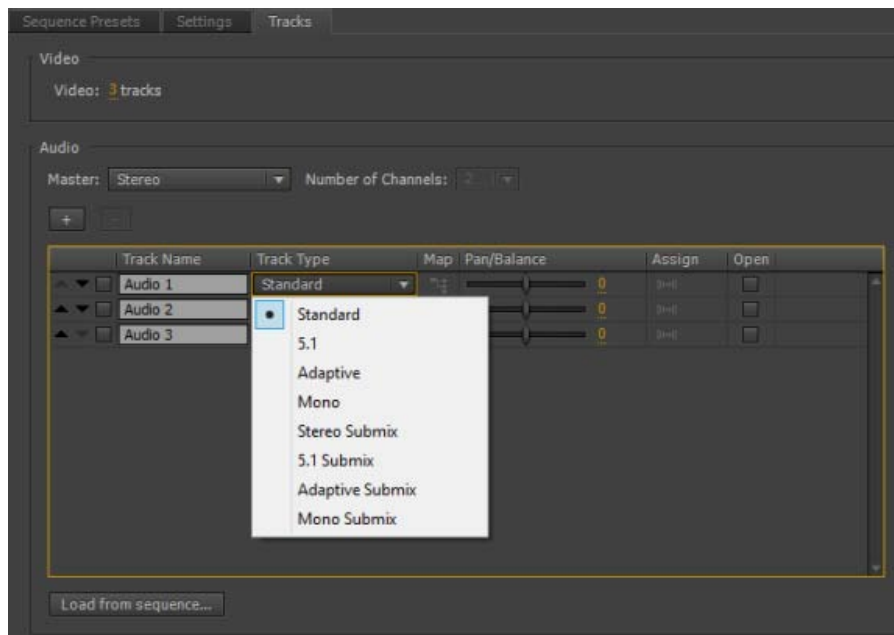 Sequence Presets Settings Tracks
Video
Video: 3 tracks
Audio
Master: Stereo Number of Channels: 2
+ -
Track Name Track Type Map Pan/Balance Assign Open
Audio 1 Standard 0
Audio 2 0
Audio 3 0
Standard
5.1
Adaptive
Mono
Stereo Submix
5.1 Submix
Adaptive Submix
Mono Submix
Load from sequence...